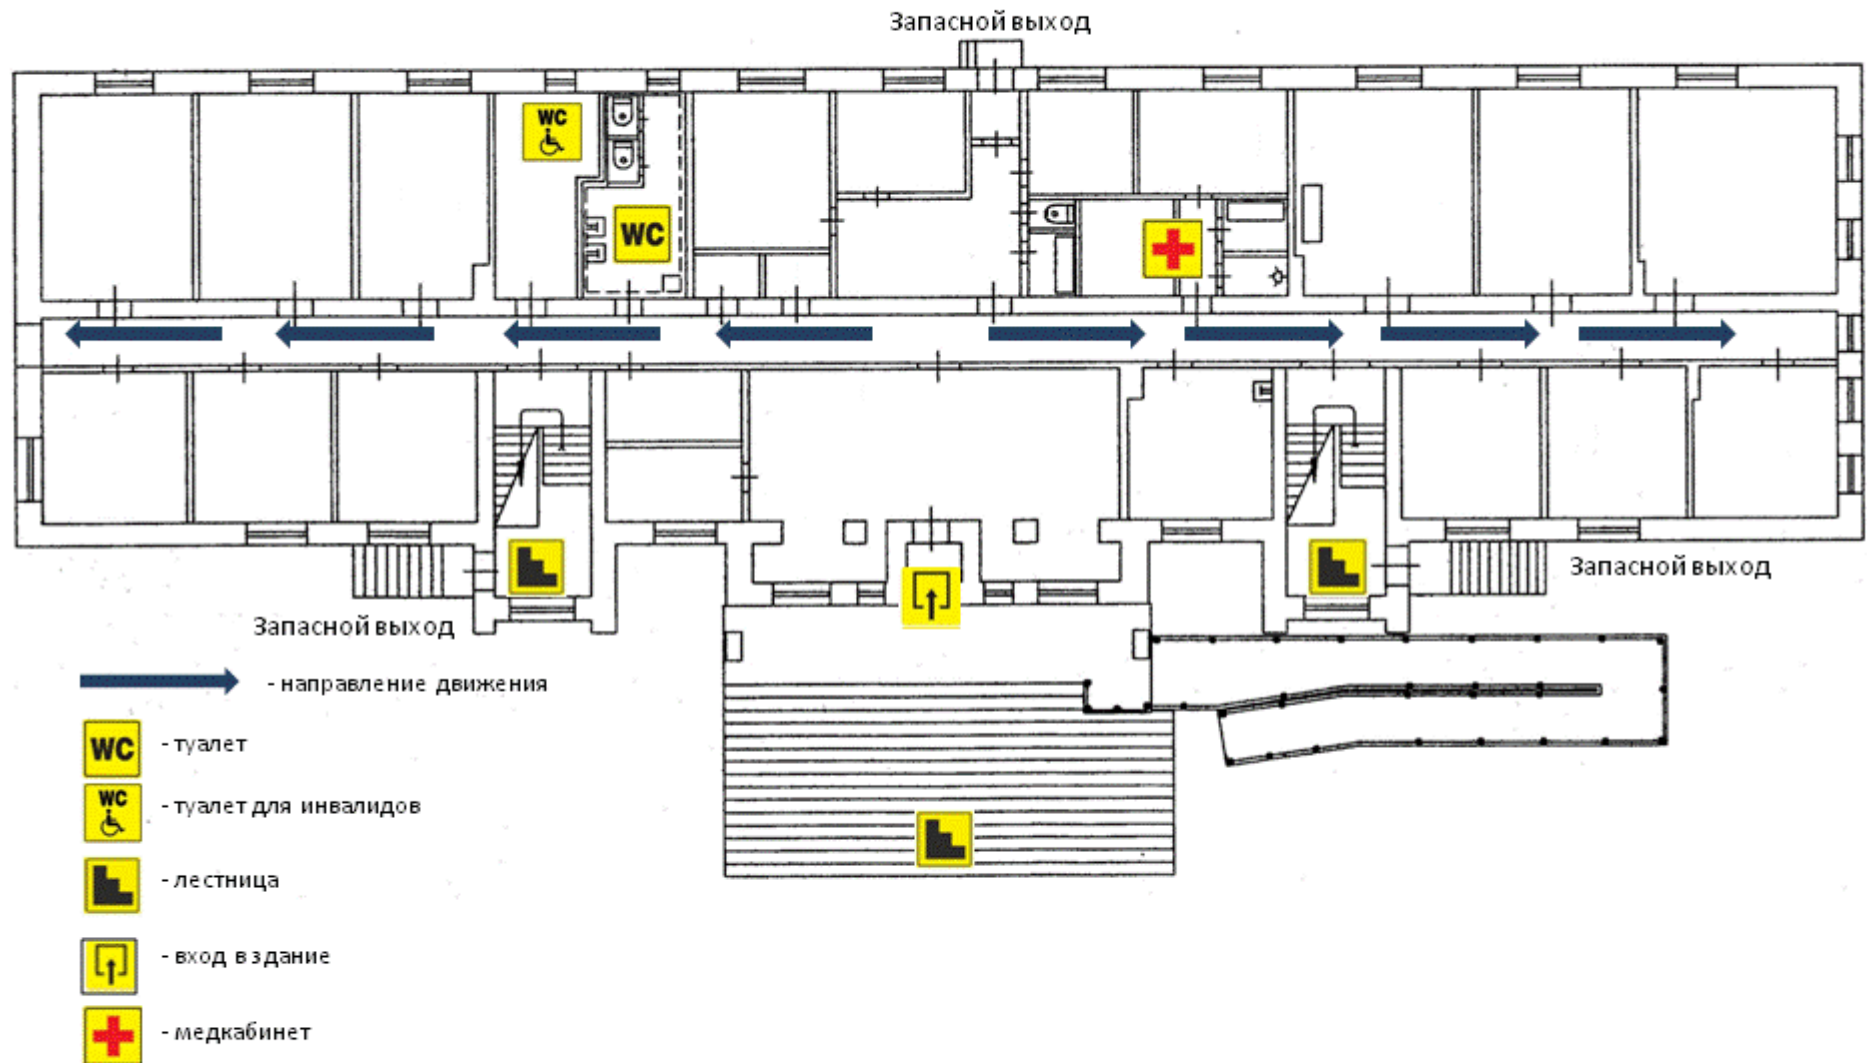 Запасной выход
WC
WC
Запасной выход
Запасной выход
- направление движения
WC
- туалет
WC
- туалет для инвалидов
- лестница
- вход в здание
- медкабинет